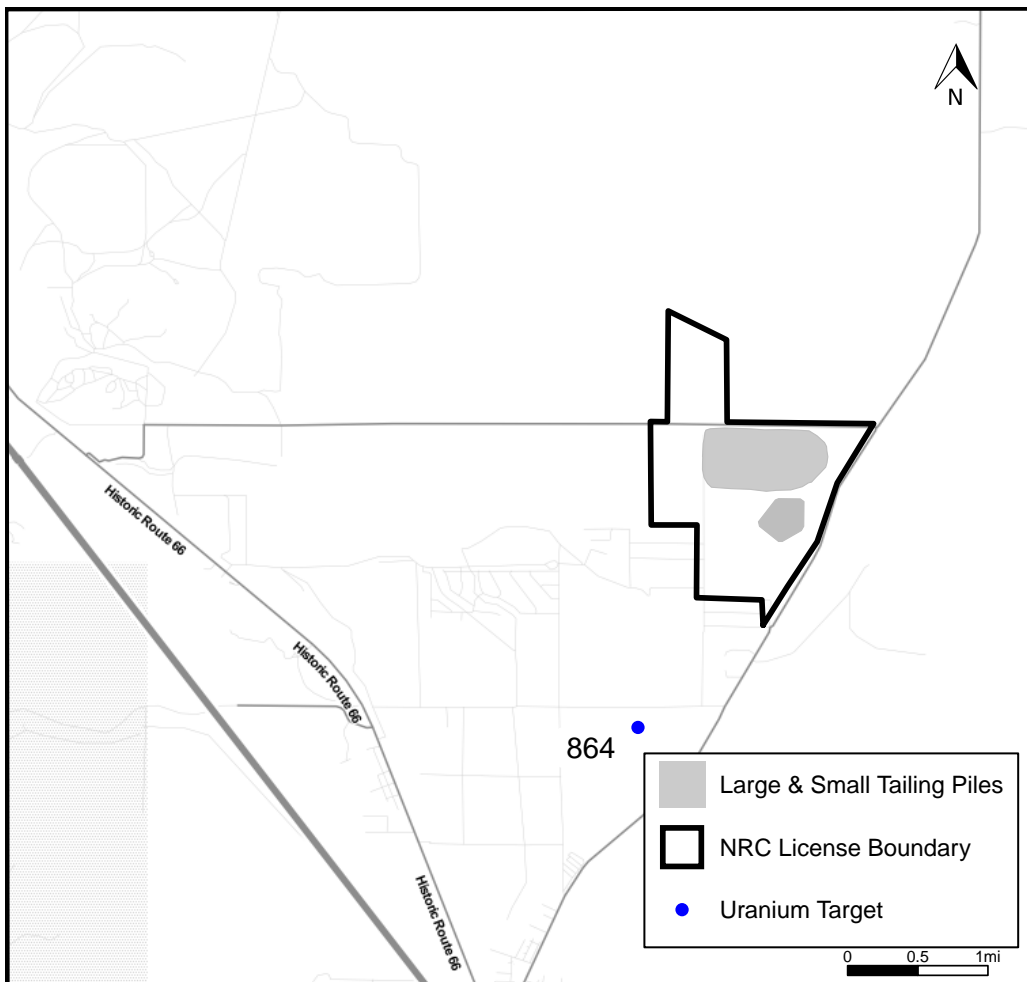 N
Historic Route 66
Historic Route 66
864
Large & Small Tailing Piles
NRC License Boundary
Uranium Target
Historic Route 66
0 0.5 1mi